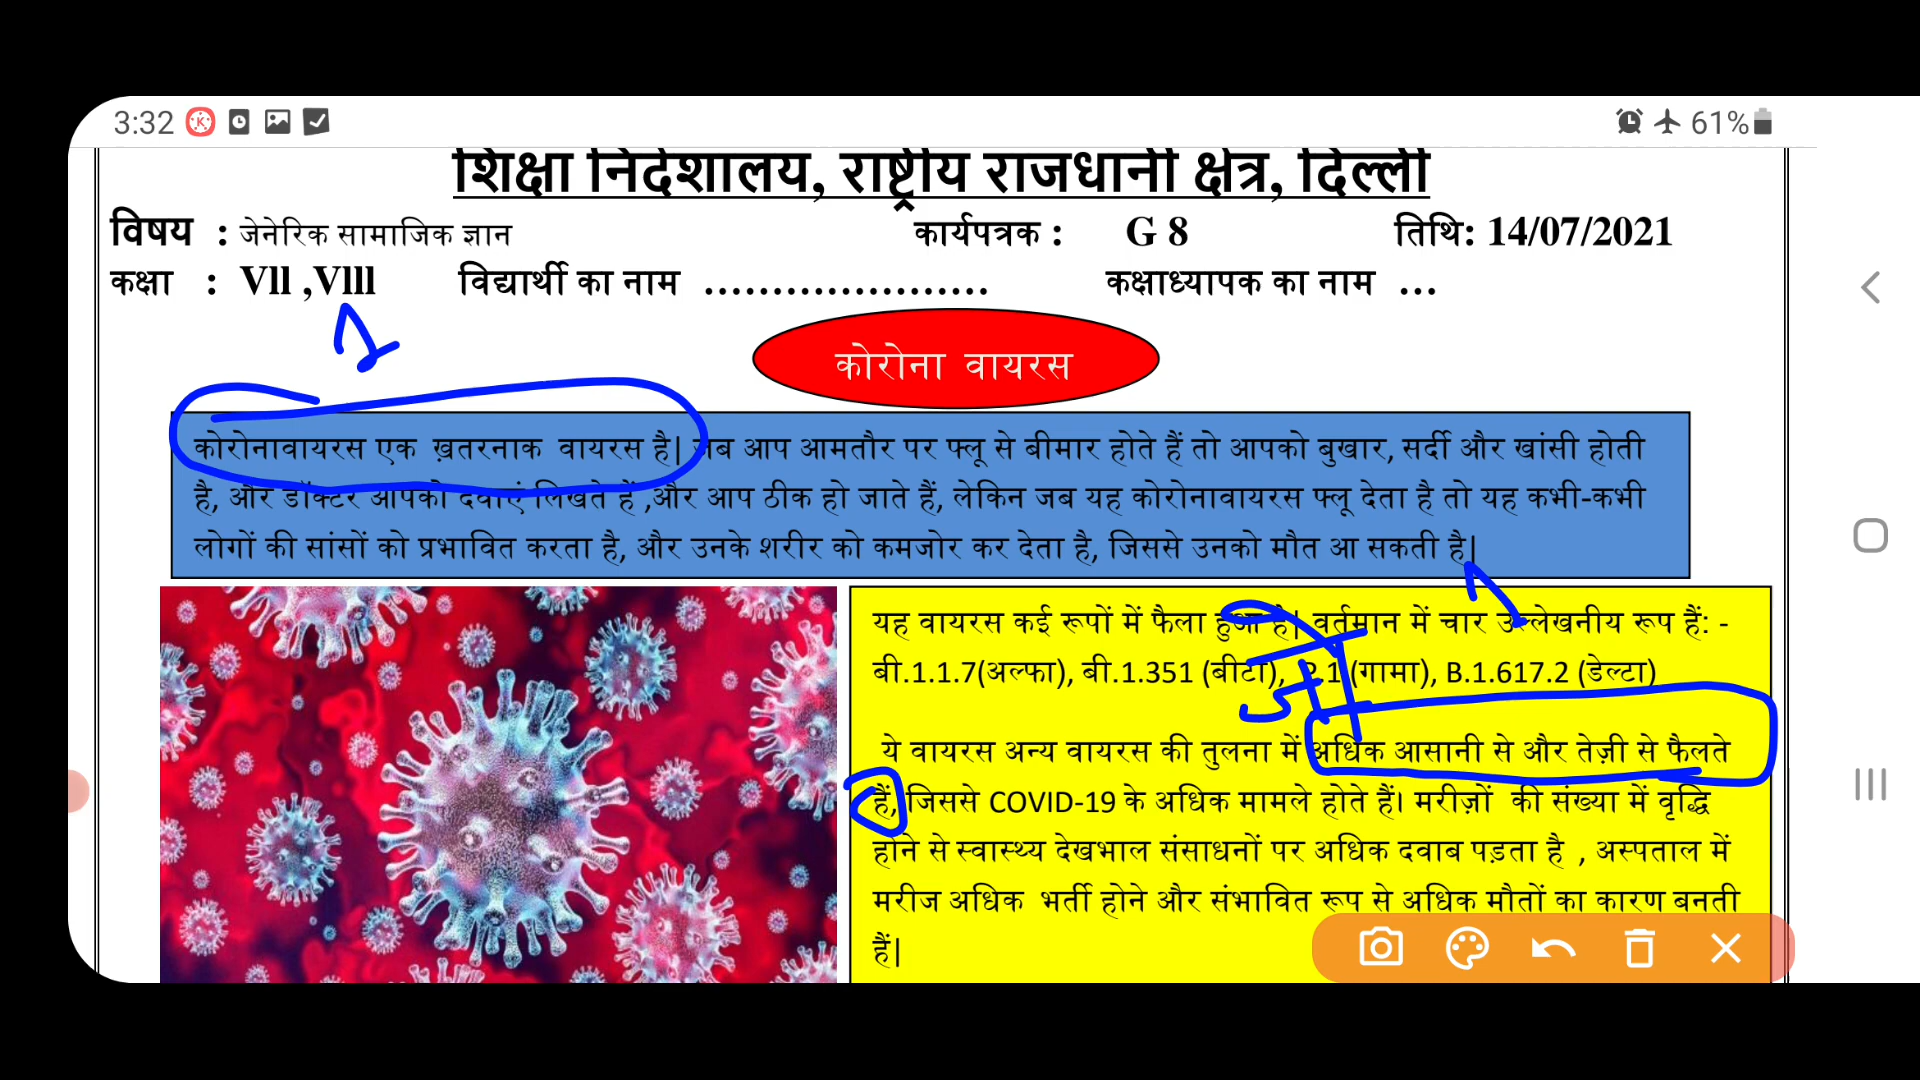 3:32
61%
शिक्षा निदेशालय, राष्ट्रीय राजधानी क्षेत्र, दिल्ली
विषय : जेनेरिक सामाजिक ज्ञान कार्यपत्रक : G 8 तिथि: 14/07/2021
कक्षा : Vll ,Vlll विद्यार्थी का नाम ..................... कक्षाध्यापक का नाम ...
कोरोना वायरस
कोरोनावायरस एक ख़तरनाक वायरस है| जब आप आमतौर पर फ्लू से बीमार होते हैं तो आपको बुखार, सर्दी और खांसी होती
है, और डॉक्टर आपको दवाएं लिखते हैं ,और आप ठीक हो जाते हैं, लेकिन जब यह कोरोनावायरस फ्लू देता है तो यह कभी-कभी
लोगों की सांसों को प्रभावित करता है, और उनके शरीर को कमजोर कर देता है, जिससे उनको मौत आ सकती है|
यह वायरस कई रूपों में फैला हुआ है| वर्तमान में चार उल्लेखनीय रूप हैं: -
बी.1.1.7(अल्फा), बी.1.351 (बीटा), P.1 (गामा), B.1.617.2 (डेल्टा)
ये वायरस अन्य वायरस की तुलना में अधिक आसानी से और तेज़ी से फैलते
हैं, जिससे COVID-19 के अधिक मामले होते हैं। मरीज़ों की संख्या में वृद्धि
होने से स्वास्थ्य देखभाल संसाधनों पर अधिक दवाब पड़ता है , अस्पताल में
मरीज अधिक भर्ती होने और संभावित रूप से अधिक मौतों का कारण बनती
हैं|